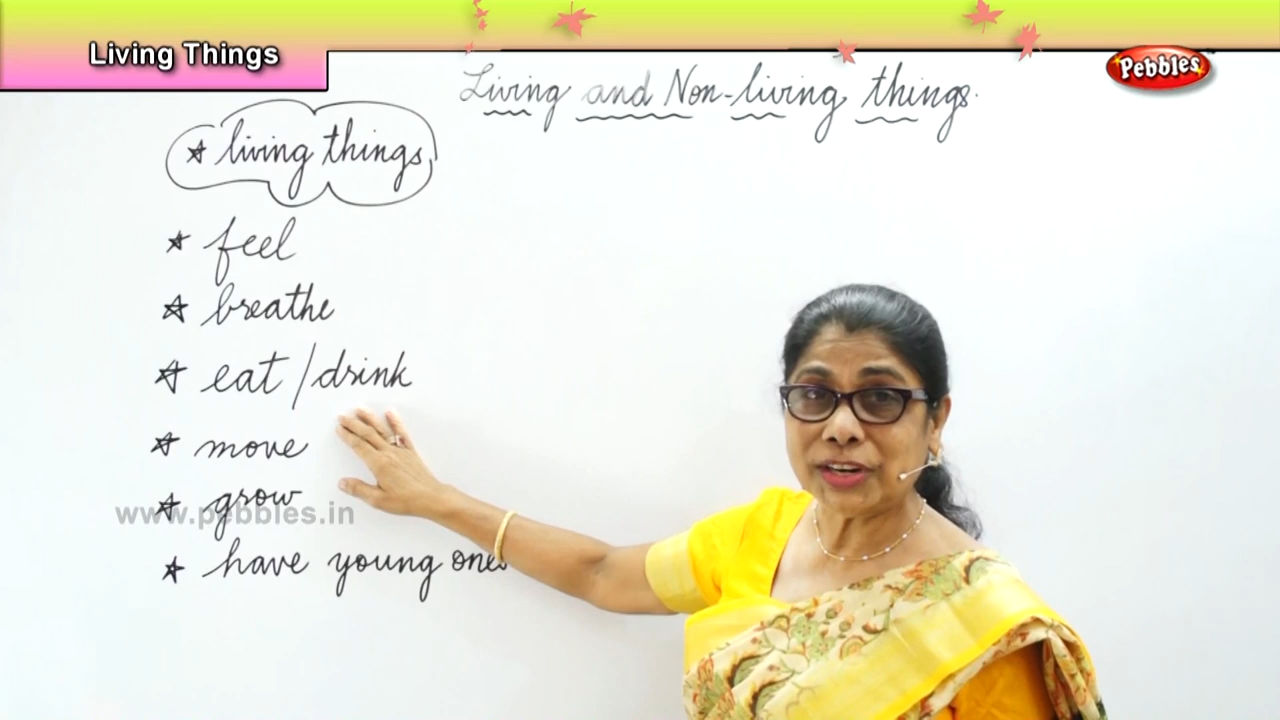 Living Things
Pebbles
Living and Non-living things.
★ living things
★ feel
★ breathe
★ eat / drink
★ move
★ grow
www.pebbles.in
★ have young ones